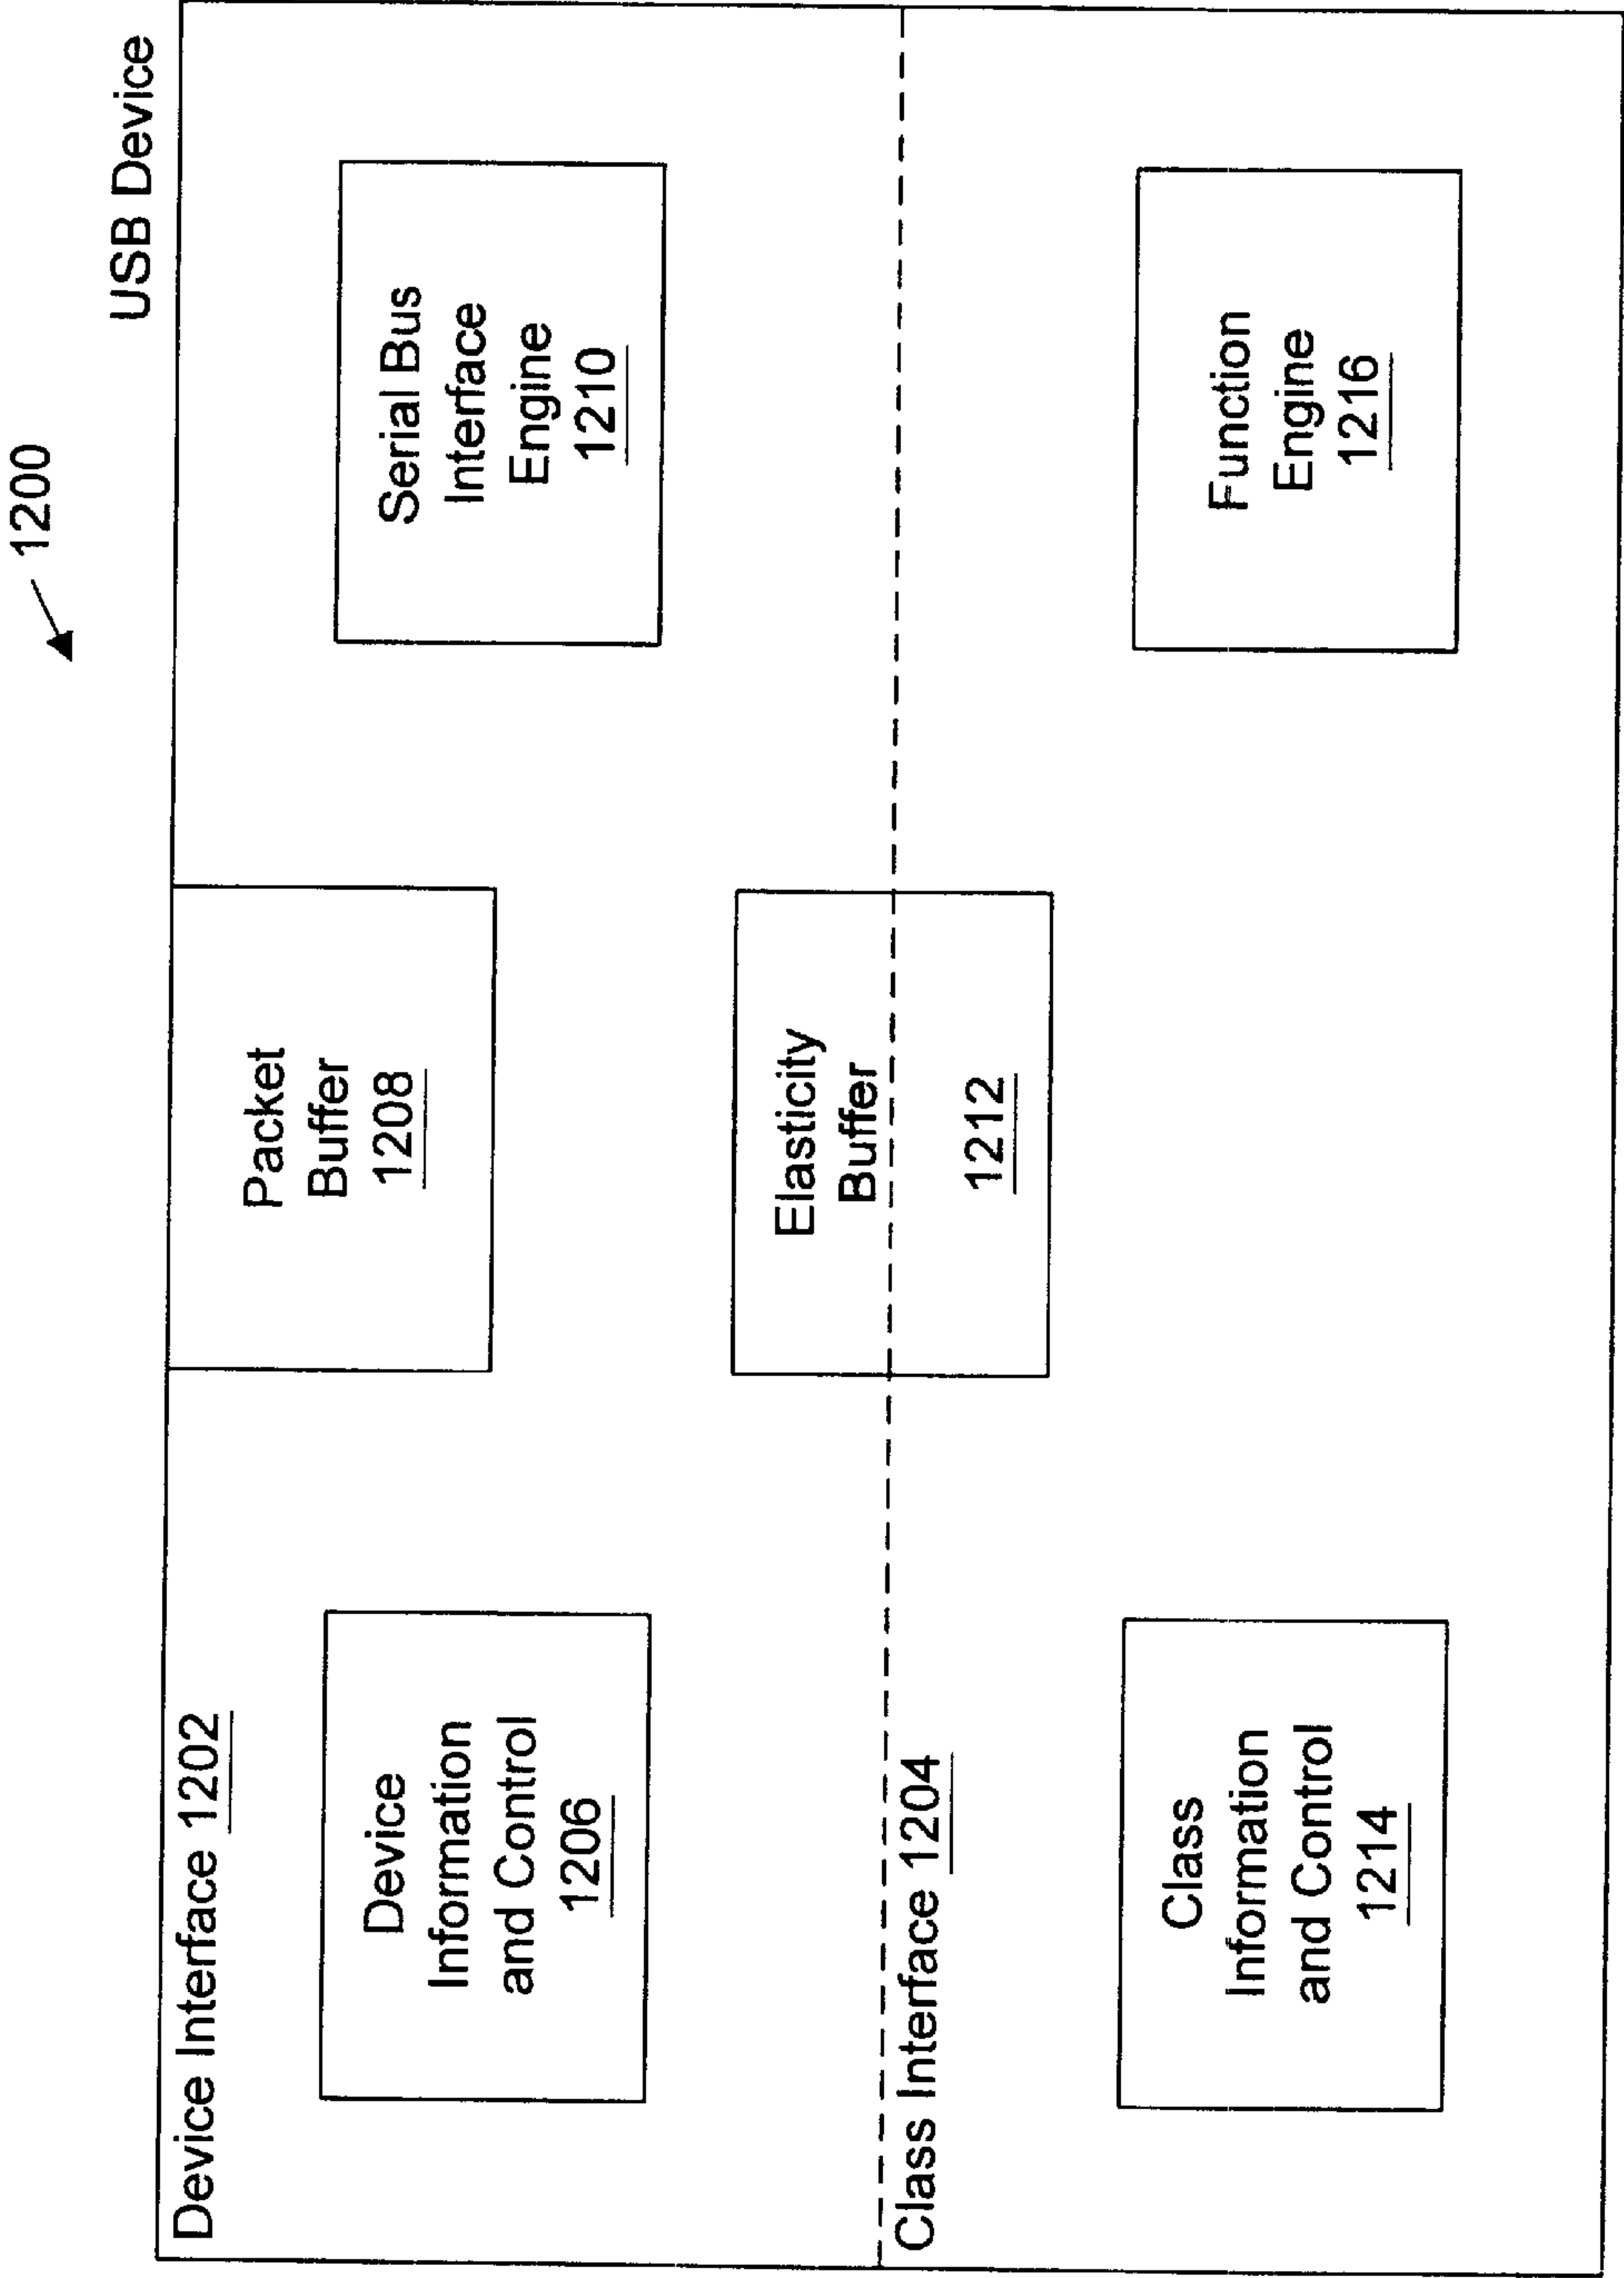 1200
USB Device
Device Interface 1202
Device
Information
and Control
1206
Packet
Buffer
1208
Serial Bus
Interface
Engine
1210
Elasticity
Buffer
1212
Class Interface 1204
Class
Information
and Control
1214
Function
Engine
1216